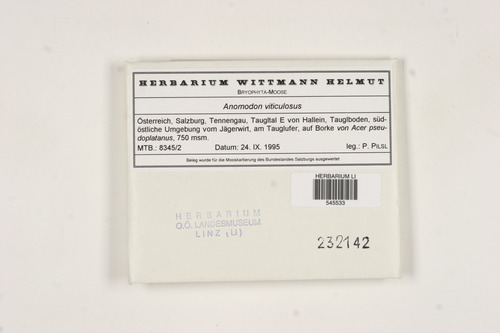 HERBARIUM WITTMANN HELMUT
BRYOPHYTA-MOOSE
Anomodon viticulosus
Österreich, Salzburg, Tennengau, Taugltal E von Hallein, Tauglboden, süd-
östliche Umgebung vom Jägerwirt, am Tauglufer, auf Borke von Acer pseu-
doplatanus, 750 msm.
MTB.: 8345/2 Datum: 24. IX. 1995 leg.: P. PILSL
Beleg wurde für die Mooskartierung des Bundeslandes Salzburg ausgewertet
HERBARIUM LI
545533
HERBARIUM
O.Ö. LANDESMUSEUM
LINZ (LI)
232142